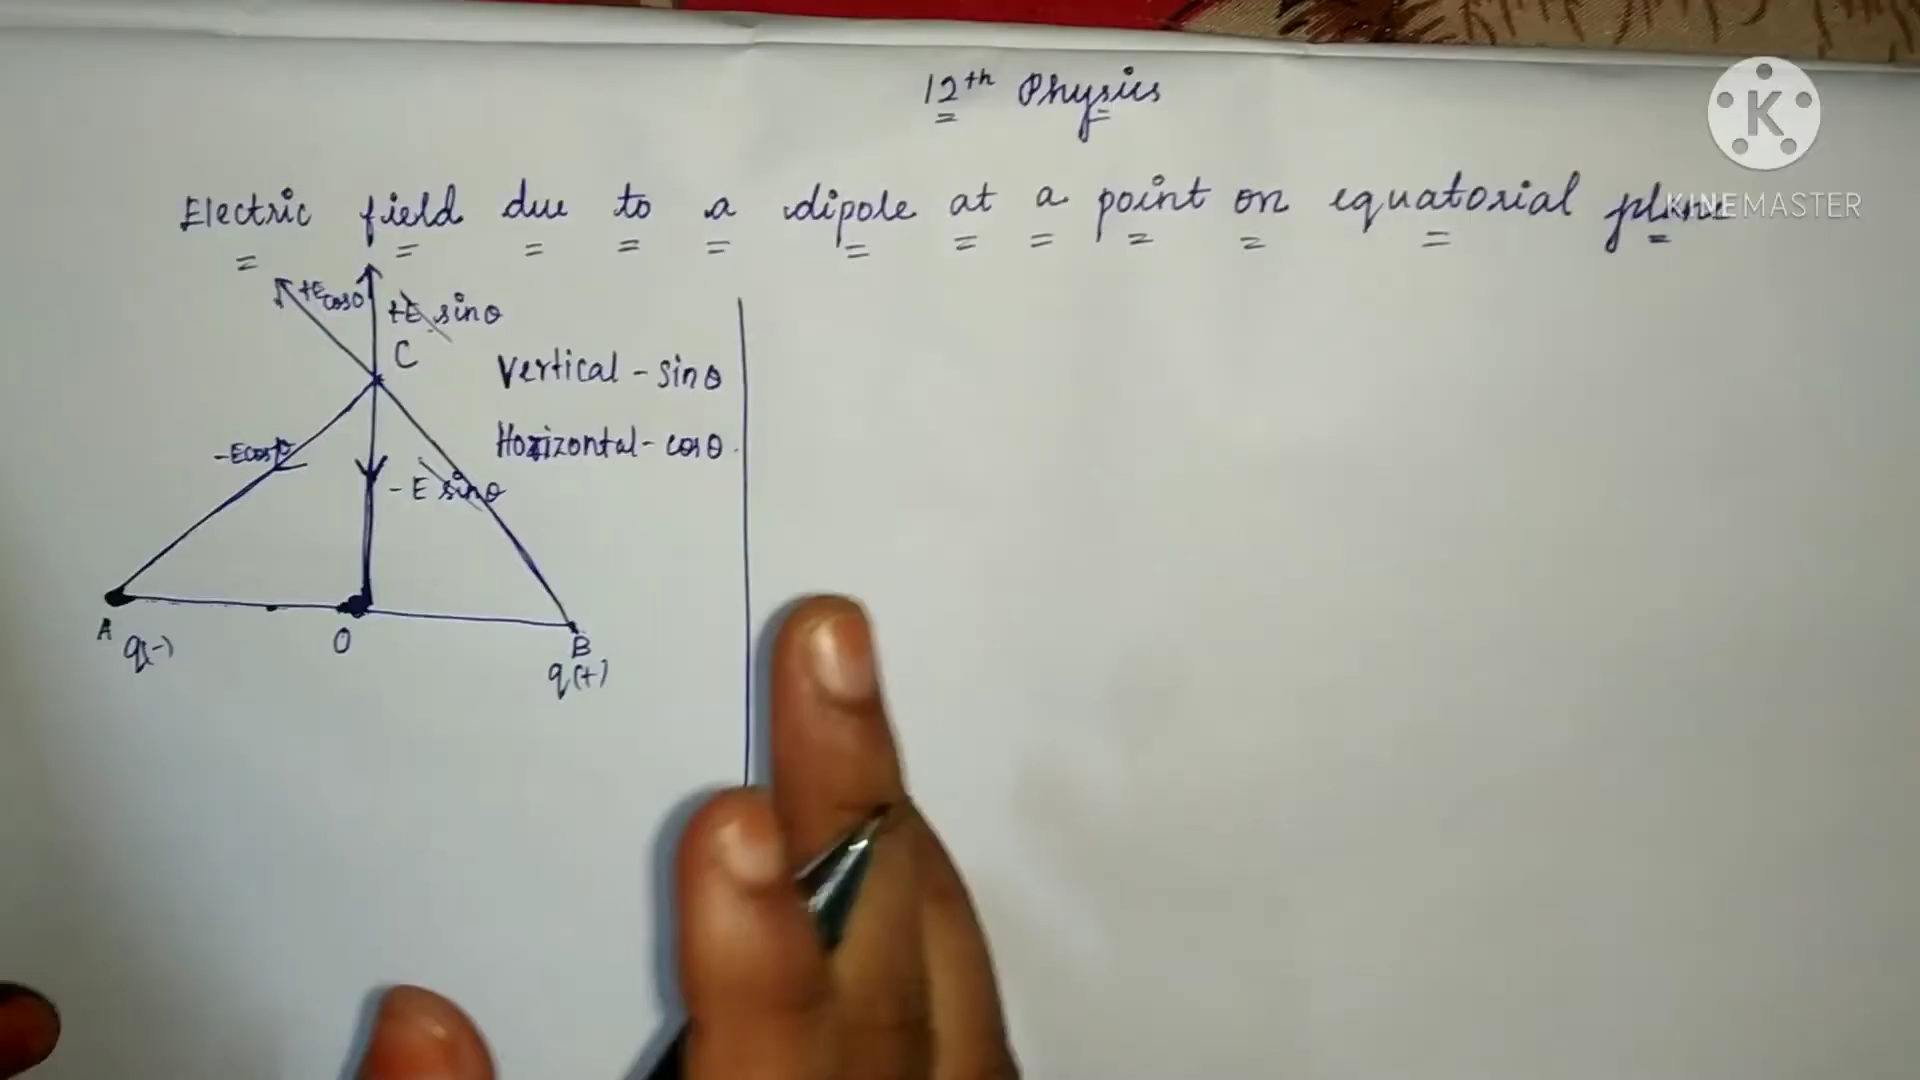 12th Physics
Electric field due to a dipole at a point on equatorial plane
+E cosθ
+E sinθ
C
Vertical - sinθ
Horizontal - cosθ
-Ecosθ
-E sinθ
A
q(-)
O
B
q(+)
K
KINEMASTER